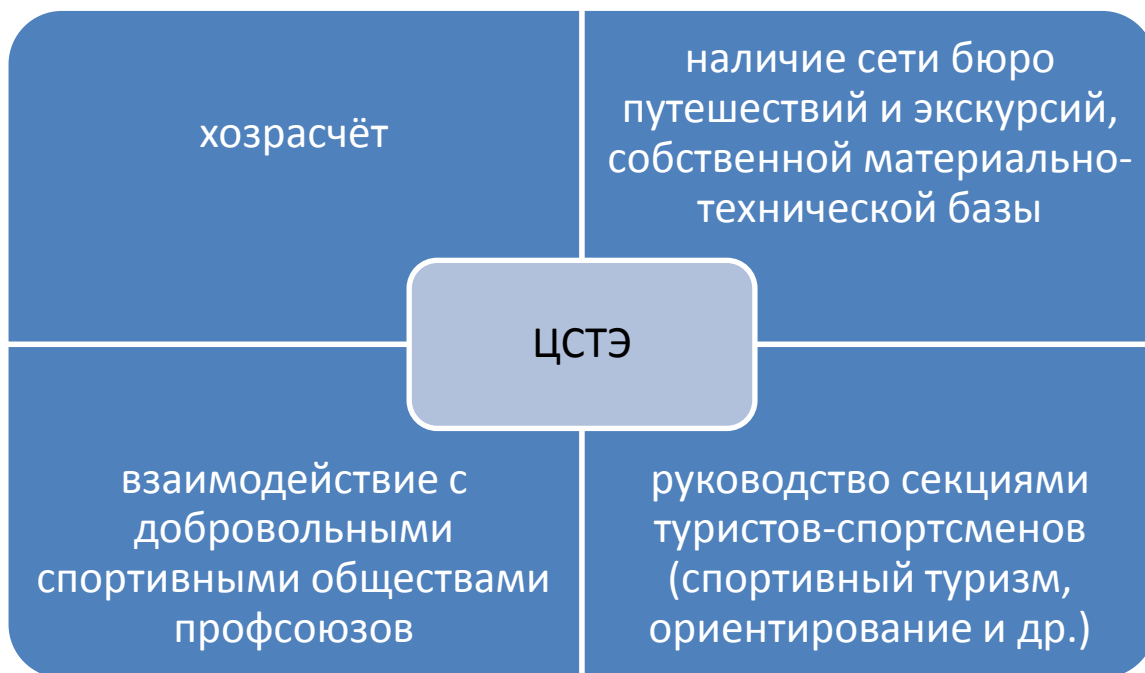 хозрасчёт
наличие сети бюро
путешествий и экскурсий,
собственной материально-
технической базы
ЦСТЭ
взаимодействие с
добровольными
спортивными обществами
профсоюзов
руководство секциями
туристов-спортсменов
(спортивный туризм,
ориентирование и др.)